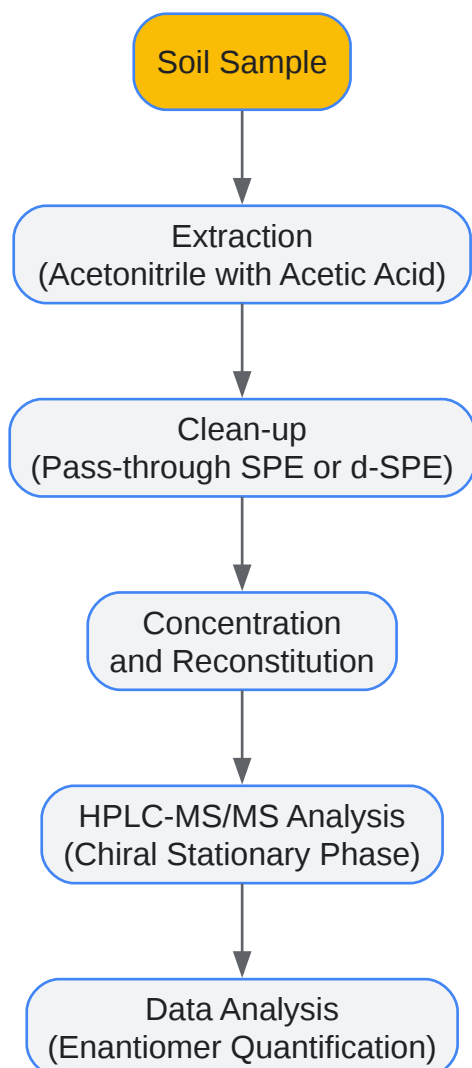 Soil Sample
Extraction
(Acetonitrile with Acetic Acid)
Clean-up
(Pass-through SPE or d-SPE)
Concentration
and Reconstitution
HPLC-MS/MS Analysis
(Chiral Stationary Phase)
Data Analysis
(Enantiomer Quantification)